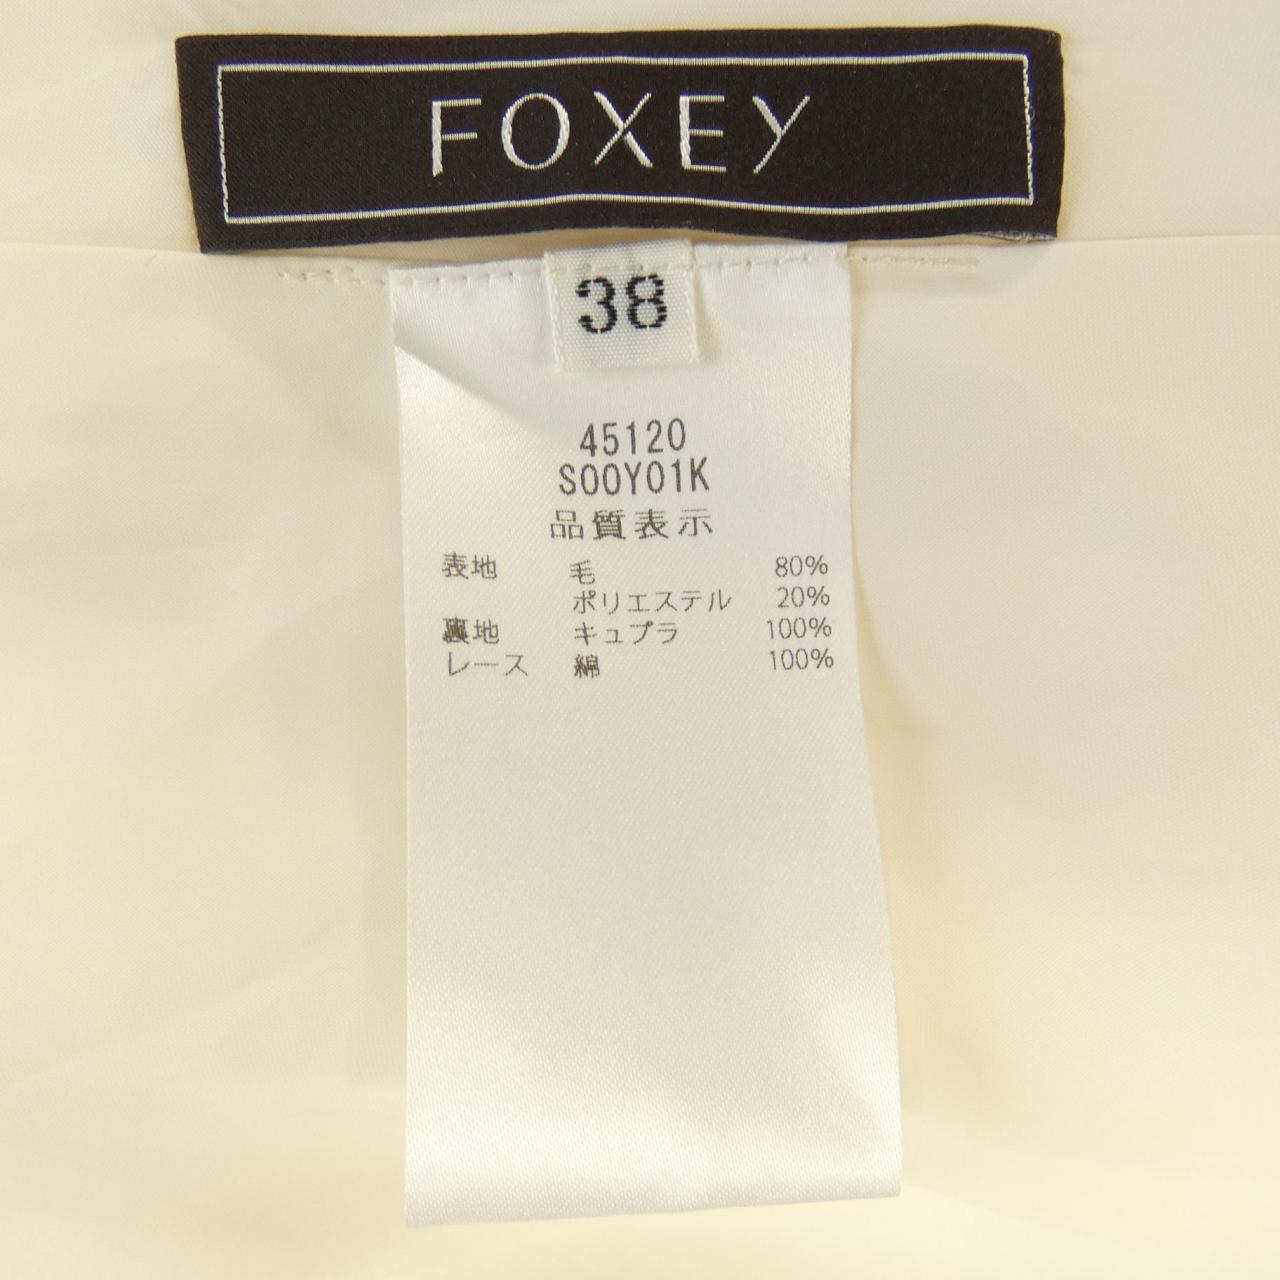 FOXEY
38
45120
S00Y01K
品質表示
表地 毛 80%
ポリエステル 20%
裏地 キュプラ 100%
レース 綿 100%